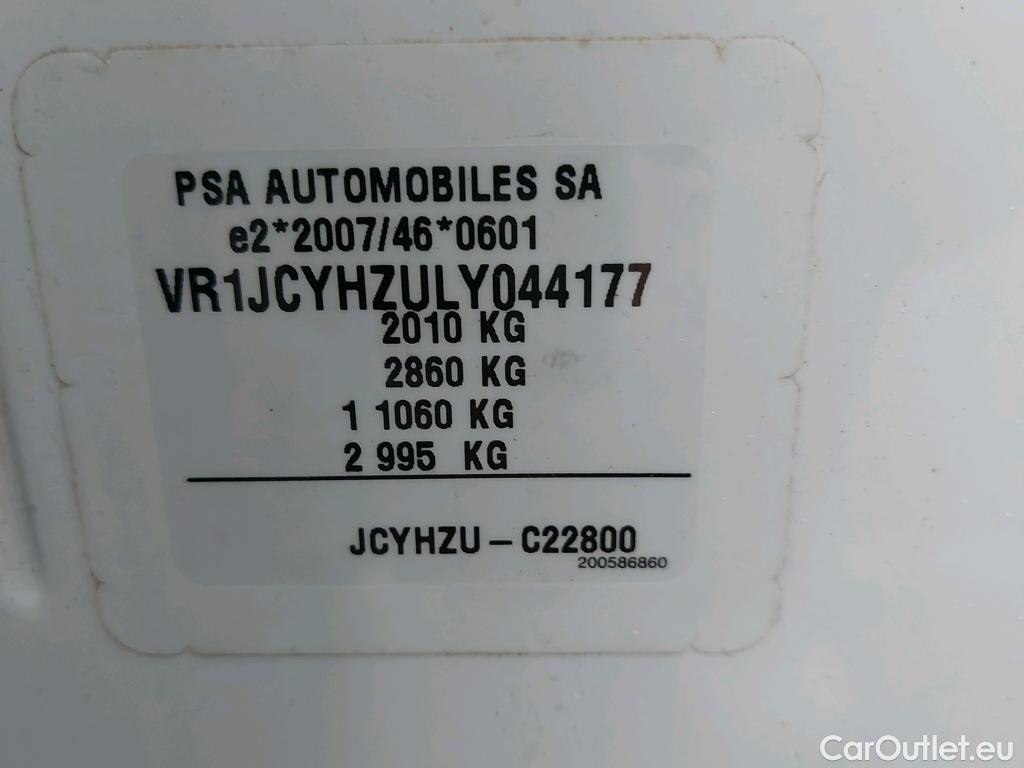 PSA AUTOMOBILES SA
e2*2007/46*0601
VR1JCYHZULY044177
2010 KG
2860 KG
1 1060 KG
2 995 KG
JCYHZU – C22800
200586860
CarOutlet.eu